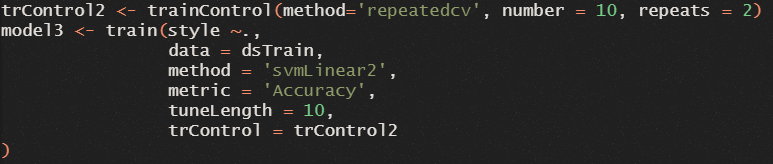 trControl2 <- trainControl(method='repeatedcv', number = 10, repeats = 2)
model3 <- train(style ~.,
data = dsTrain,
method = 'svmLinear2',
metric = 'Accuracy',
tuneLength = 10,
trControl = trControl2
)